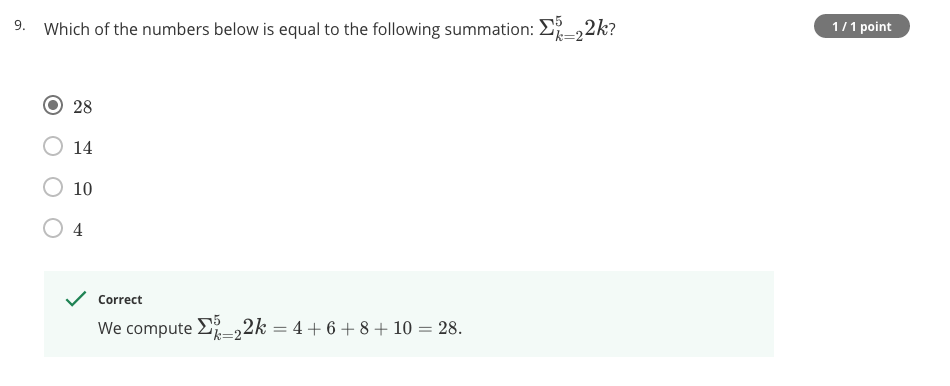 9. Which of the numbers below is equal to the following summation: $\Sigma_{k=2}^{5} 2k$?
1 / 1 point
28
14
10
4
Correct
We compute $\Sigma_{k=2}^{5} 2k = 4 + 6 + 8 + 10 = 28$.